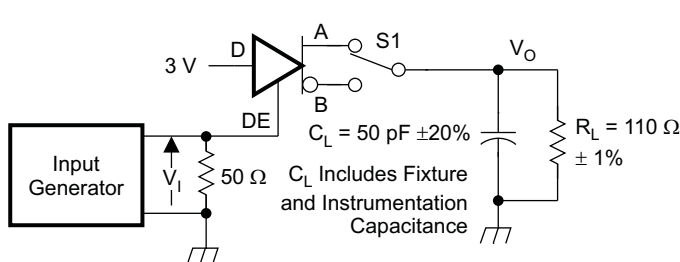 A
S1
D
3 V
V_O
B
DE
C_L = 50 pF ±20%
R_L = 110 Ω
± 1%
Input
Generator
V_I
50 Ω
C_L Includes Fixture
and Instrumentation
Capacitance